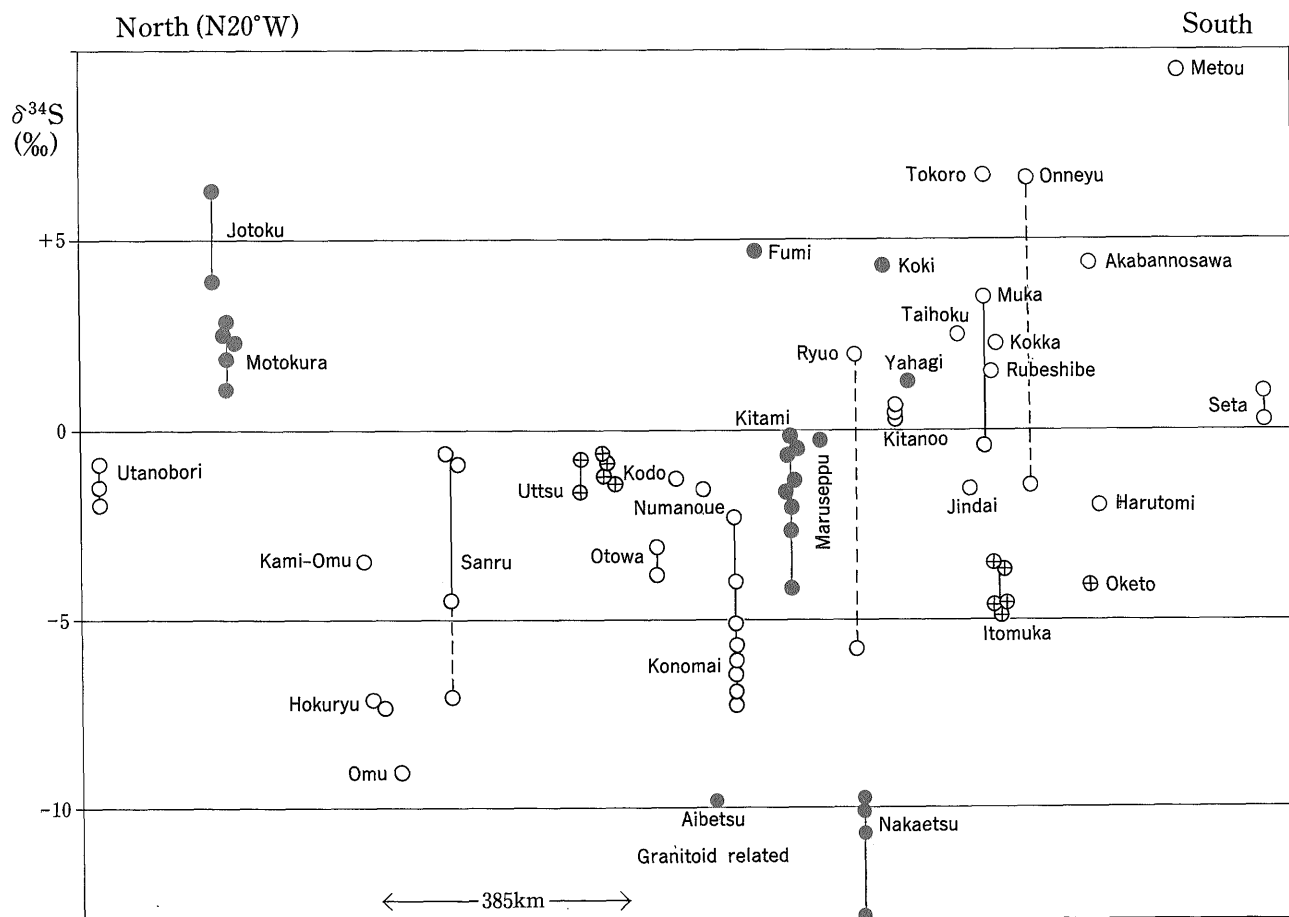 North (N20°W)
South
Metou
δ³⁴S
(‰)
Tokoro
Onneyu
Jotoku
+5
Fumi
Koki
Akabannosawa
Muka
Taihoku
Kokka
Ryuo
Yahagi
Motokura
Rubeshibe
Kitami
Seta
0
Kitanoo
Maruseppu
Utanobori
Uttsu
Kodo
Numanoue
Jindai
Harutomi
Kami-Omu
Sanru
Otowa
Oketo
-5
Itomuka
Konomai
Hokuryu
Omu
-10
Aibetsu
Nakaetsu
Granitoid related
385km